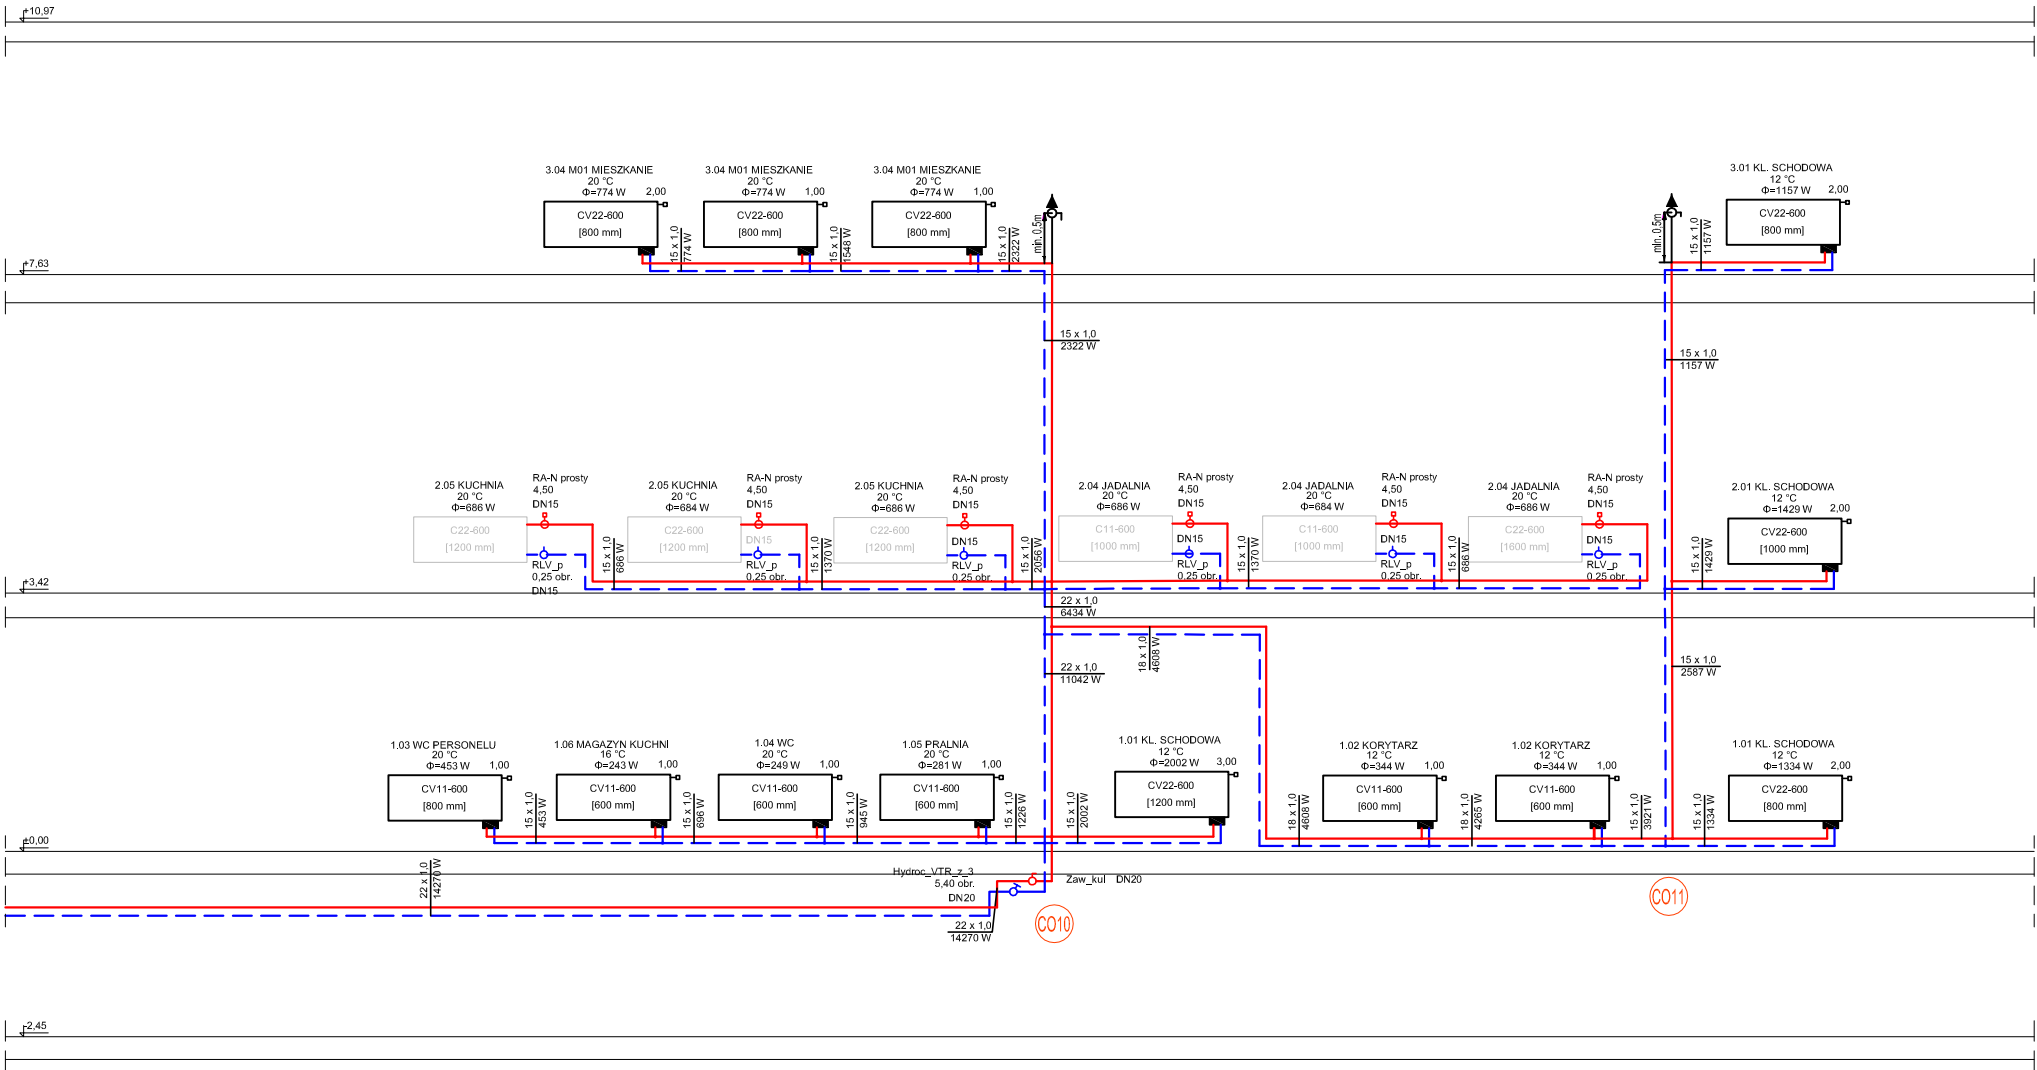 +10,97
3.04 M01 MIESZKANIE
20 °C
Φ=774 W
2,00
CV22-600
[800 mm]
15 x 1,0
774 W
3.04 M01 MIESZKANIE
20 °C
Φ=774 W
1,00
CV22-600
[800 mm]
15 x 1,0
1548 W
3.04 M01 MIESZKANIE
20 °C
Φ=774 W
1,00
CV22-600
[800 mm]
15 x 1,0
2322 W
min. 0,5m
min. 0,5m
15 x 1,0
1157 W
3.01 KL. SCHODOWA
12 °C
Φ=1157 W
2,00
CV22-600
[800 mm]
+7,63
15 x 1,0
2322 W
15 x 1,0
1157 W
2.05 KUCHNIA
20 °C
Φ=686 W
C22-600
[1200 mm]
RA-N prosty
4,50
DN15
RLV_p
0,25 obr.
DN15
15 x 1,0
686 W
2.05 KUCHNIA
20 °C
Φ=684 W
C22-600
[1200 mm]
RA-N prosty
4,50
DN15
DN15
RLV_p
0,25 obr.
15 x 1,0
1370 W
2.05 KUCHNIA
20 °C
Φ=686 W
C22-600
[1200 mm]
RA-N prosty
4,50
DN15
DN15
RLV_p
0,25 obr.
15 x 1,0
2056 W
2.04 JADALNIA
20 °C
Φ=686 W
C11-600
[1000 mm]
RA-N prosty
4,50
DN15
DN15
RLV_p
0,25 obr.
15 x 1,0
1370 W
2.04 JADALNIA
20 °C
Φ=684 W
C11-600
[1000 mm]
RA-N prosty
4,50
DN15
DN15
RLV_p
0,25 obr.
15 x 1,0
686 W
2.04 JADALNIA
20 °C
Φ=686 W
C22-600
[1600 mm]
RA-N prosty
4,50
DN15
DN15
RLV_p
0,25 obr.
15 x 1,0
1429 W
2.01 KL. SCHODOWA
12 °C
Φ=1429 W
2,00
CV22-600
[1000 mm]
+3,42
22 x 1,0
6434 W
18 x 1,0
4608 W
22 x 1,0
11042 W
15 x 1,0
2587 W
1.03 WC PERSONELU
20 °C
Φ=453 W
1,00
CV11-600
[800 mm]
15 x 1,0
453 W
1.06 MAGAZYN KUCHNI
16 °C
Φ=243 W
1,00
CV11-600
[600 mm]
15 x 1,0
696 W
1.04 WC
20 °C
Φ=249 W
1,00
CV11-600
[600 mm]
15 x 1,0
945 W
1.05 PRALNIA
20 °C
Φ=281 W
1,00
CV11-600
[600 mm]
15 x 1,0
1226 W
15 x 1,0
2002 W
1.01 KL. SCHODOWA
12 °C
Φ=2002 W
3,00
CV22-600
[1200 mm]
18 x 1,0
4608 W
1.02 KORYTARZ
12 °C
Φ=344 W
1,00
CV11-600
[600 mm]
18 x 1,0
4265 W
1.02 KORYTARZ
12 °C
Φ=344 W
1,00
CV11-600
[600 mm]
15 x 1,0
3921 W
15 x 1,0
1334 W
1.01 KL. SCHODOWA
12 °C
Φ=1334 W
2,00
CV22-600
[800 mm]
±0,00
22 x 1,0
14270 W
Hydroc_VTR_z_3
5,40 obr.
DN20
Zaw_kul DN20
22 x 1,0
14270 W
CO10
CO11
-2,45